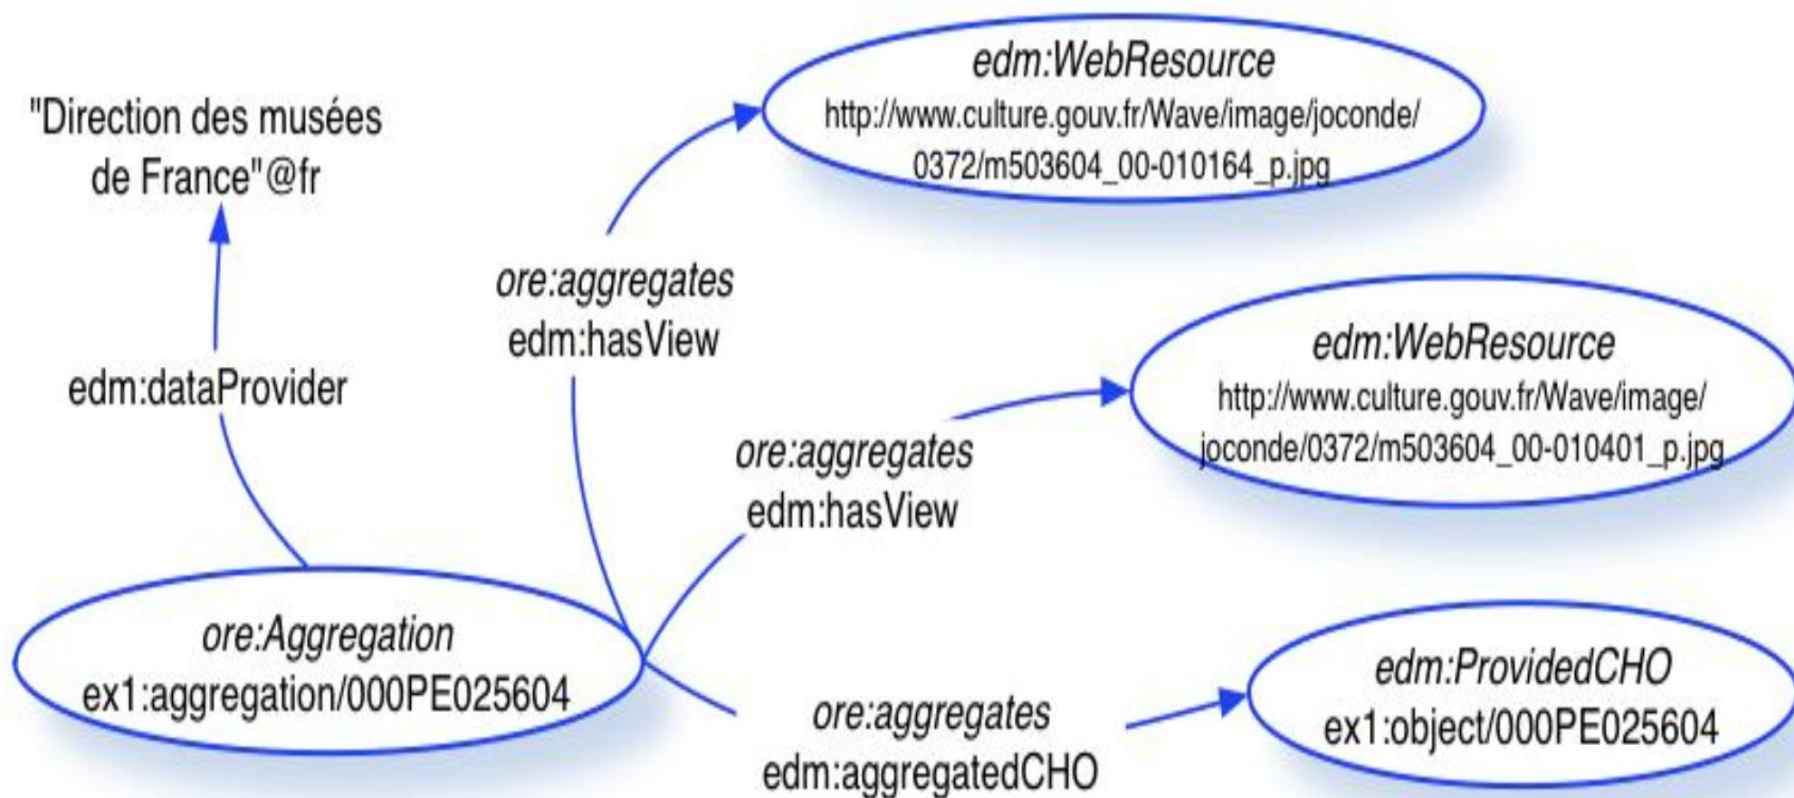 edm:WebResource
http://www.culture.gouv.fr/Wave/image/joconde/
0372/m503604_00-010164_p.jpg
"Direction des musées
de France"@fr
ore:aggregates
edm:hasView
edm:WebResource
http://www.culture.gouv.fr/Wave/image/
joconde/0372/m503604_00-010401_p.jpg
edm:dataProvider
ore:aggregates
edm:hasView
ore:Aggregation
ex1:aggregation/000PE025604
edm:ProvidedCHO
ex1:object/000PE025604
ore:aggregates
edm:aggregatedCHO